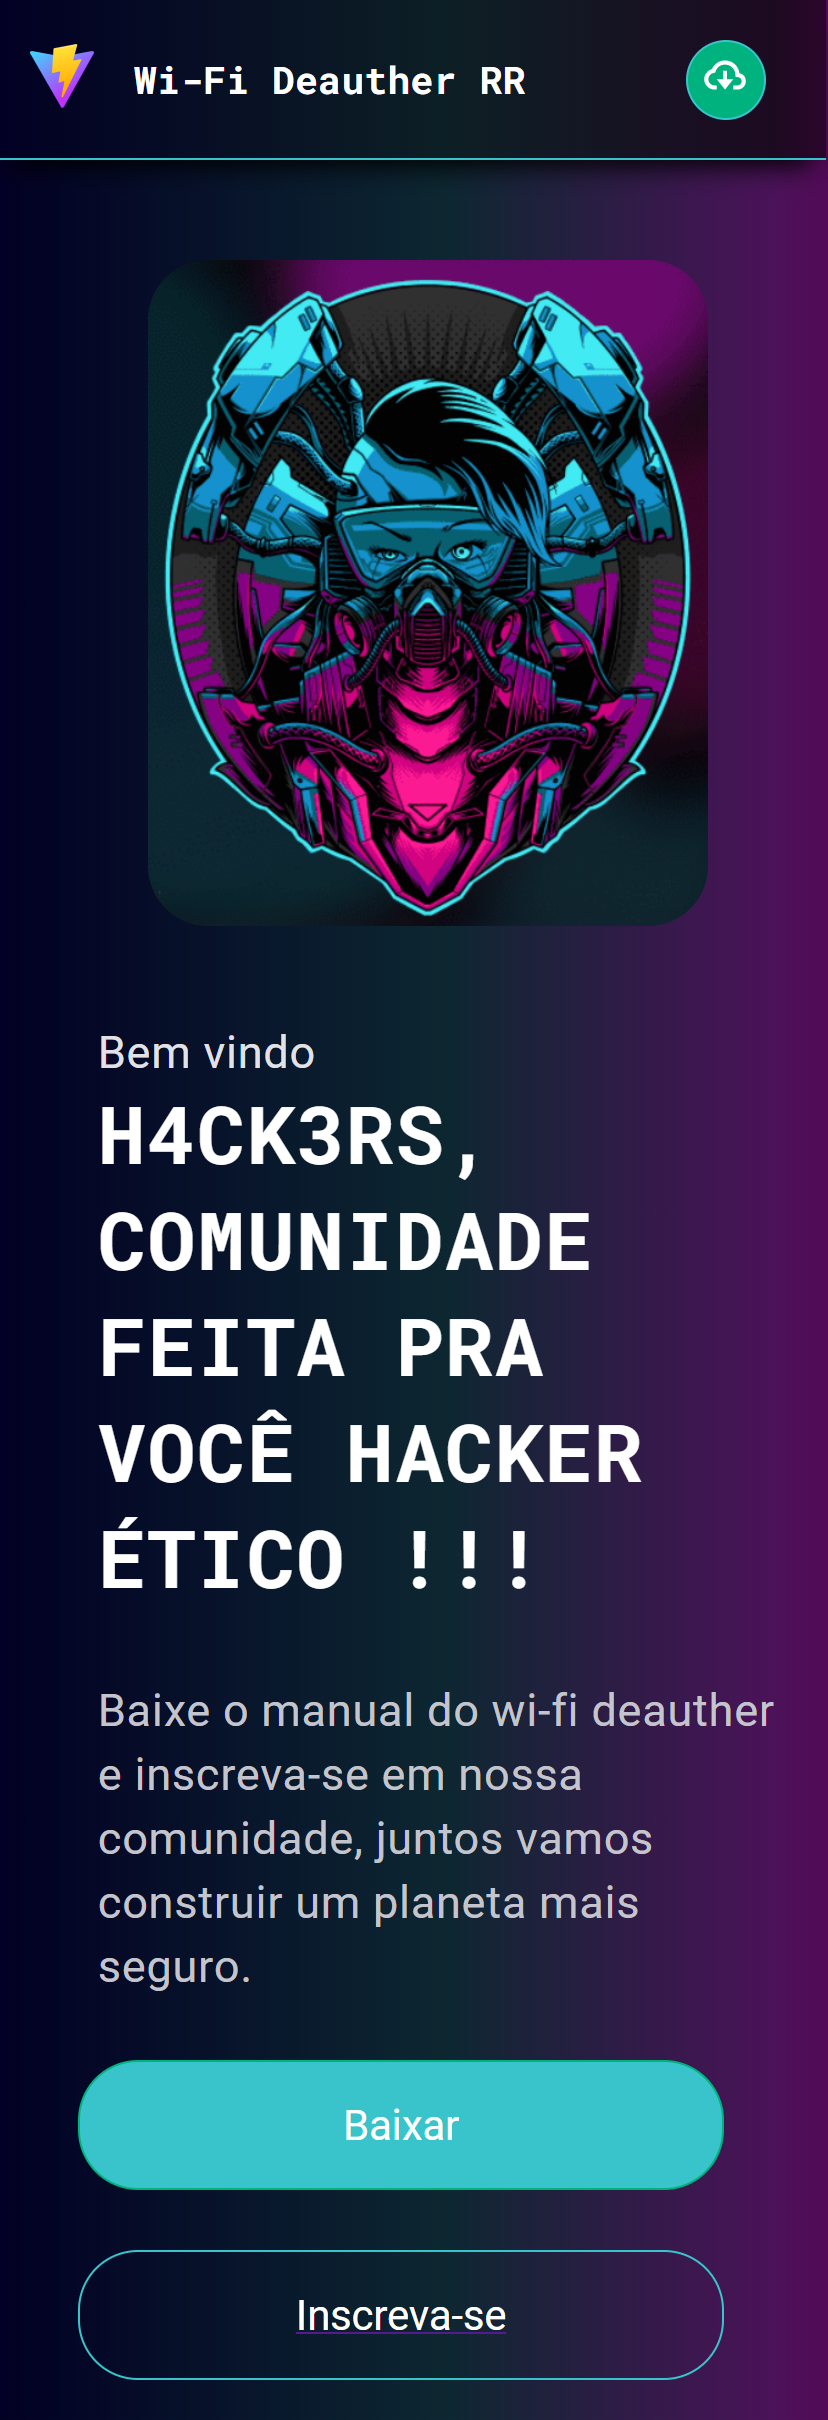 Wi-Fi Deauther RR
Bem vindo
H4CK3RS,
COMUNIDADE
FEITA PRA
VOCÊ HACKER
ÉTICO !!!
Baixe o manual do wi-fi deauther
e inscreva-se em nossa
comunidade, juntos vamos
construir um planeta mais
seguro.
Baixar
Inscreva-se